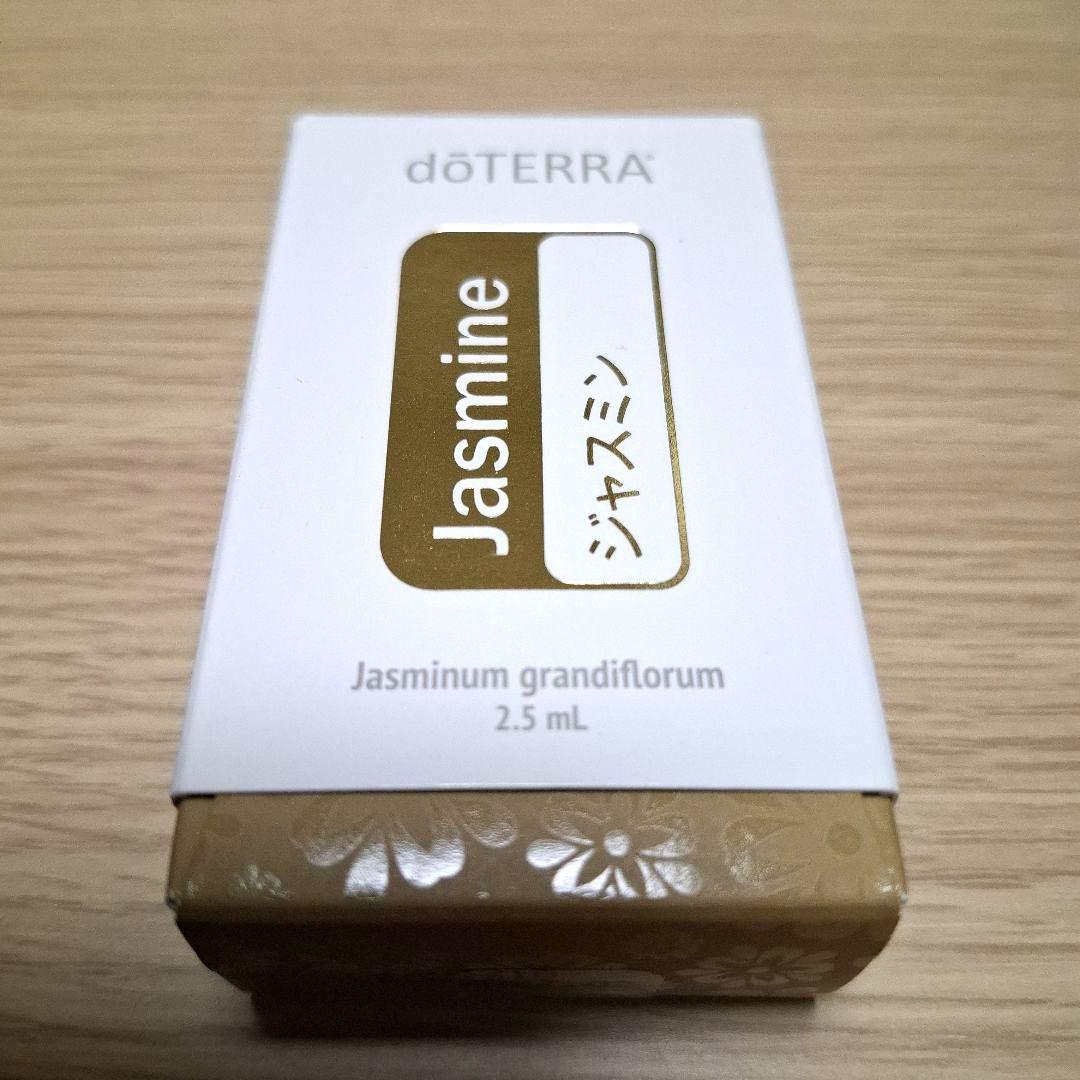 dōTERRA®
Jasmine
ジャスミン
Jasminum grandiflorum
2.5 mL